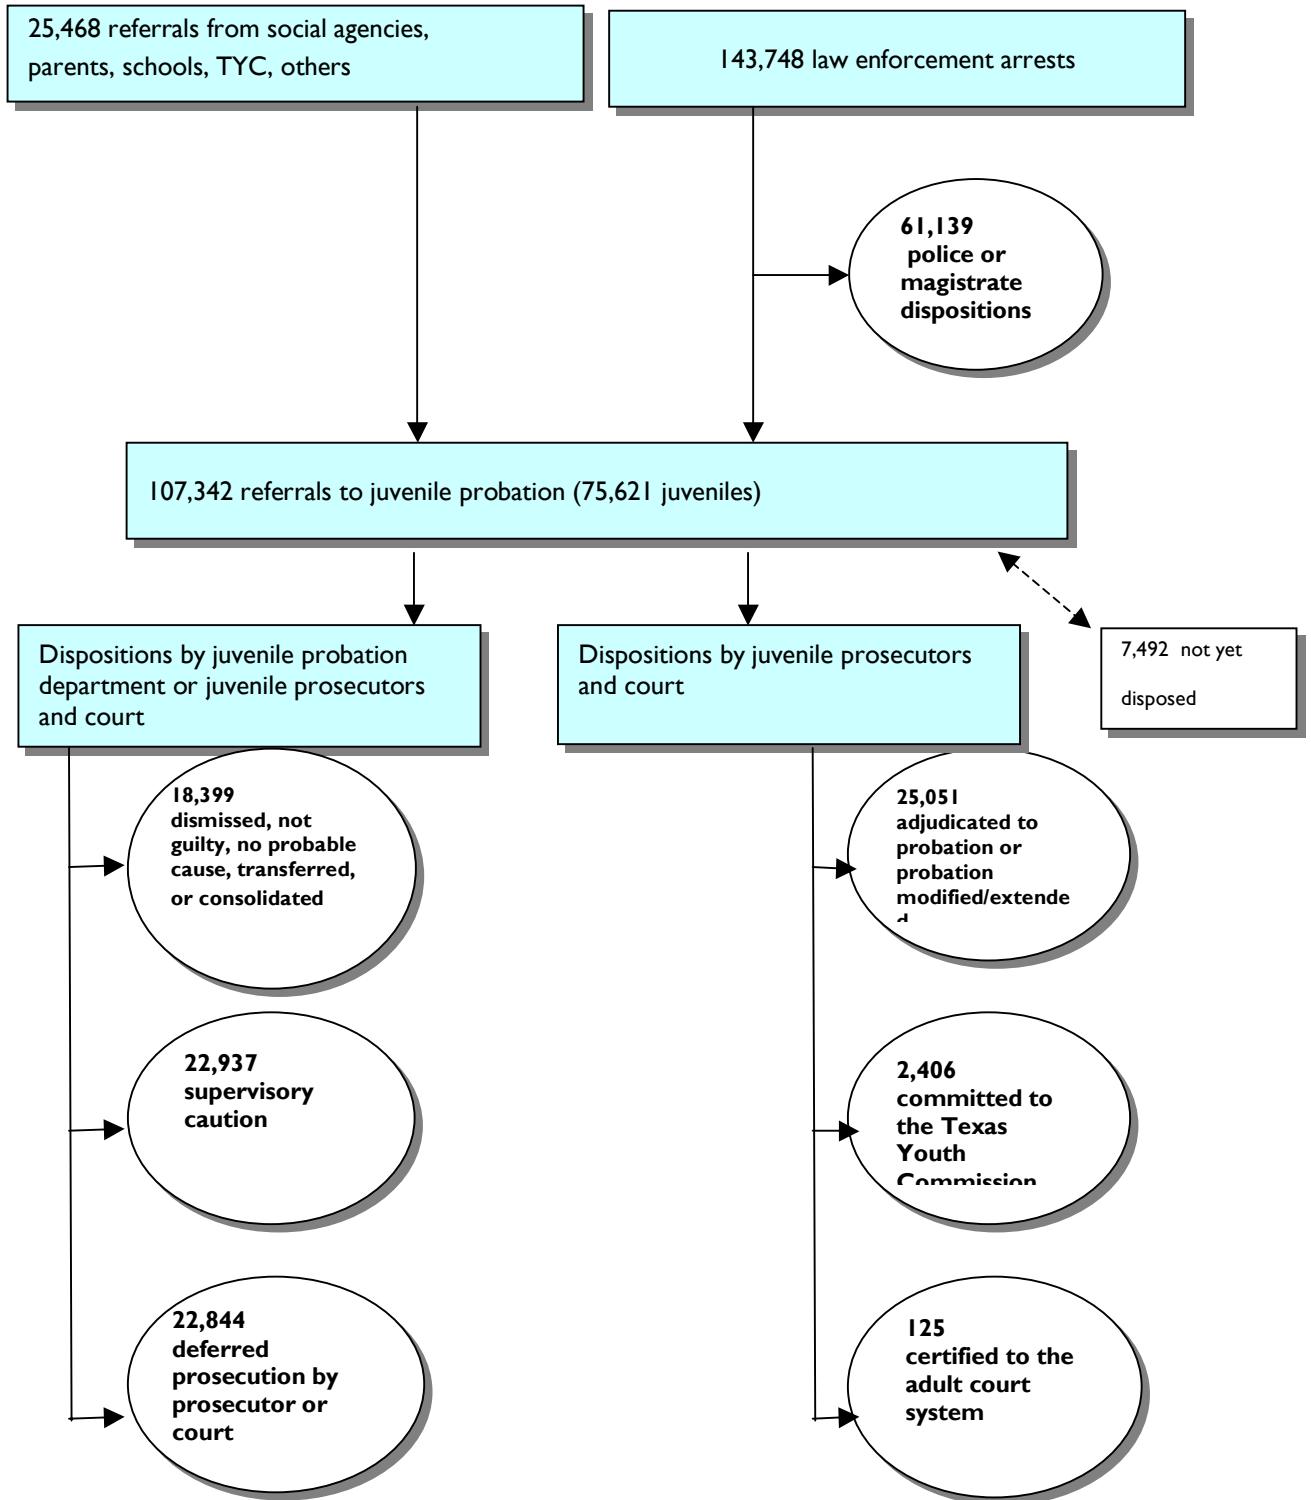 25,468 referrals from social agencies,
parents, schools, TYC, others
143,748 law enforcement arrests
61,139
police or
magistrate
dispositions
107,342 referrals to juvenile probation (75,621 juveniles)
Dispositions by juvenile probation
department or juvenile prosecutors
and court
Dispositions by juvenile prosecutors
and court
7,492 not yet
disposed
18,399
dismissed, not
guilty, no probable
cause, transferred,
or consolidated
25,051
adjudicated to
probation or
probation
modified/extende
d
22,937
supervisory
caution
2,406
committed to
the Texas
Youth
Commission
22,844
deferred
prosecution by
prosecutor or
court
125
certified to the
adult court
system